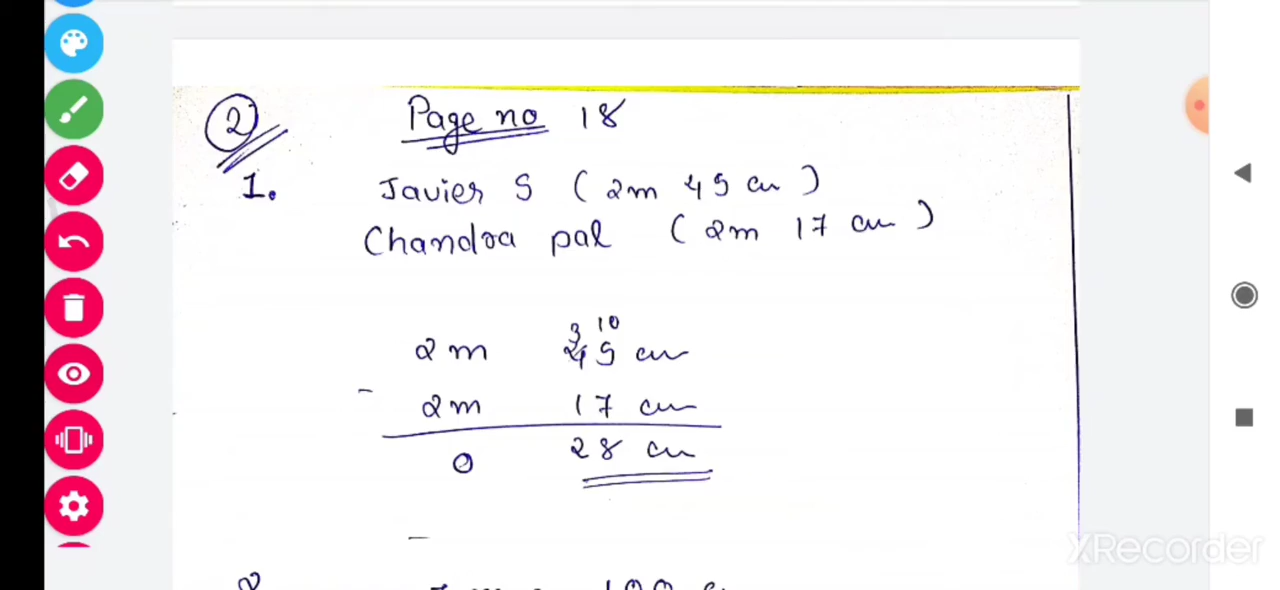 2 Page no 18
1. Javier S (2m 45 cm)
Chandra pal (2m 17 cm)
3 10
2m 45 cm
- 2m 17 cm
0 28 cm
XRecorder